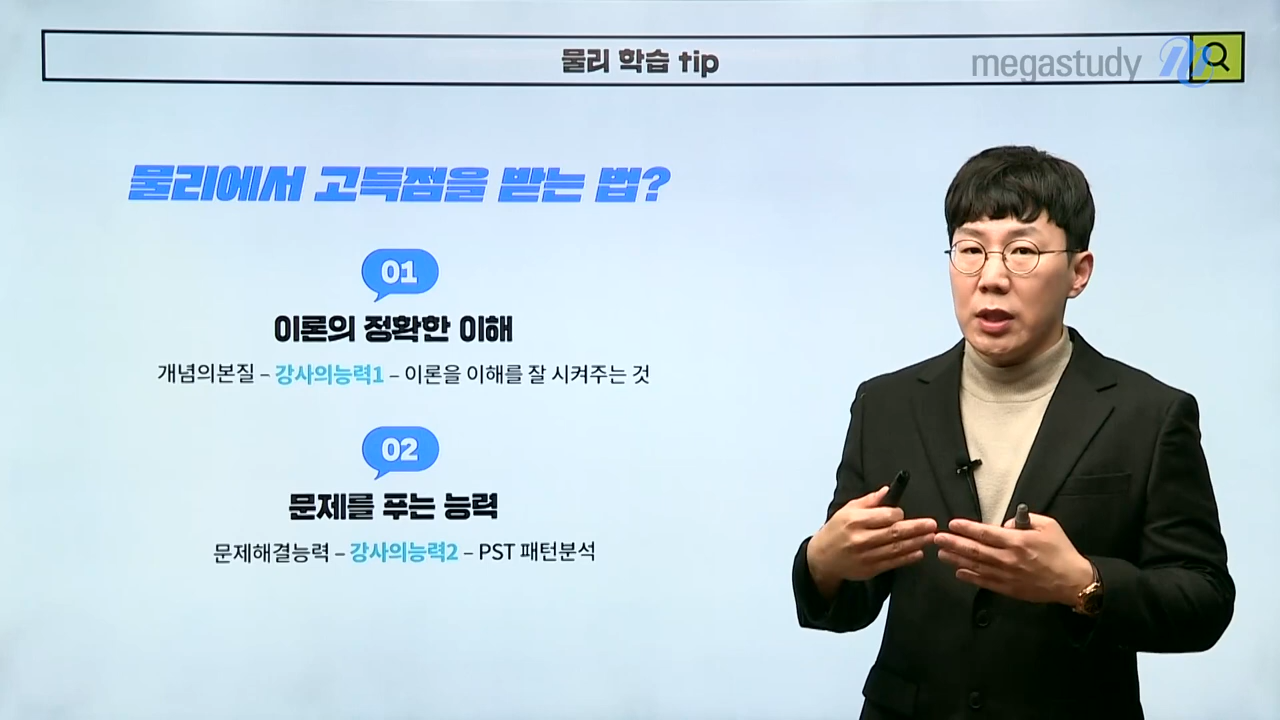 물리 학습 tip
megastudy
물리에서 고득점을 받는 법?
01
이론의 정확한 이해
개념의본질 – 강사의능력1 – 이론을 이해를 잘 시켜주는 것
02
문제를 푸는 능력
문제해결능력 – 강사의능력2 – PST 패턴분석